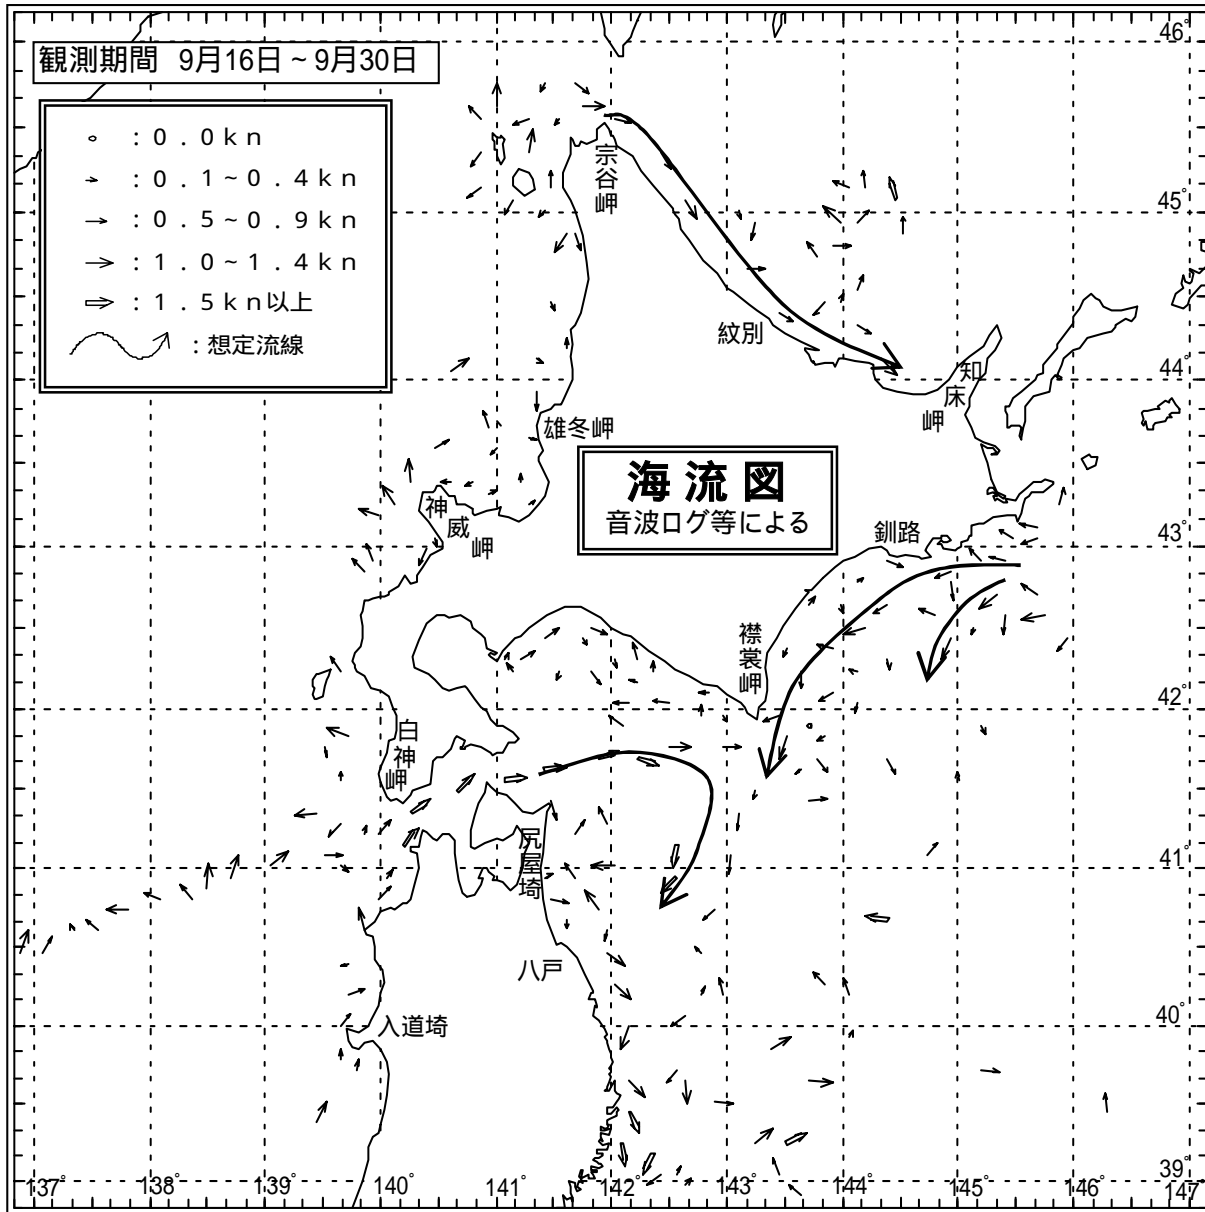 観測期間 9月16日~9月30日
:0.0kn
:0.1~0.4kn
:0.5~0.9kn
:1.0~1.4kn
:1.5kn以上
:想定流線
海流図
音波ログ等による
宗谷岬
紋別
知床岬
雄冬岬
神威岬
釧路
襟裳岬
白神岬
尻屋埼
八戸
入道埼
46°
45°
44°
43°
42°
41°
40°
39°
137°
138°
139°
140°
141°
142°
143°
144°
145°
146°
147°